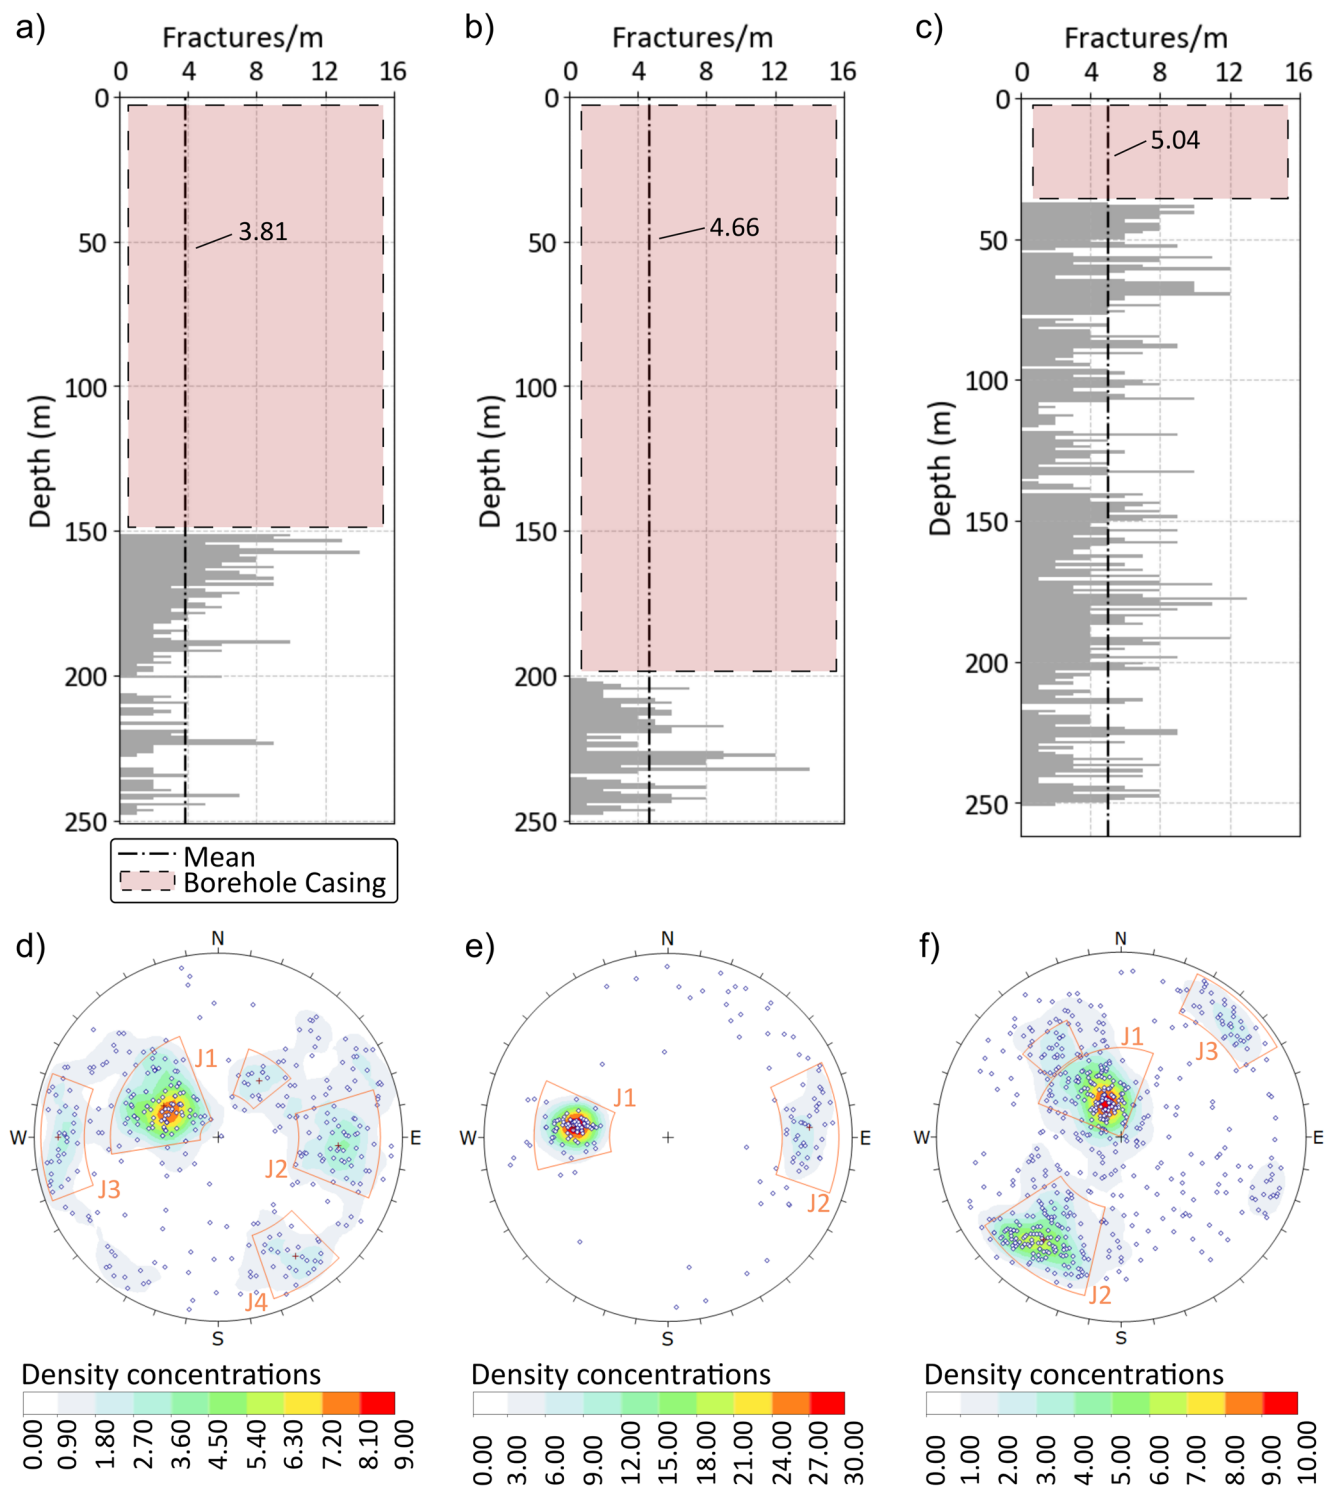 a)
Fractures/m
0 4 8 12 16
0
50
100
150
200
250
Depth (m)
3.81
Mean
Borehole Casing
b)
Fractures/m
0 4 8 12 16
0
50
100
150
200
250
Depth (m)
4.66
c)
Fractures/m
0 4 8 12 16
0
50
100
150
200
250
Depth (m)
5.04
d)
N
W
E
S
J1
J2
J3
J4
Density concentrations
0.00 0.90 1.80 2.70 3.60 4.50 5.40 6.30 7.20 8.10 9.00
e)
N
W
E
S
J1
J2
Density concentrations
0.00 3.00 6.00 9.00 12.00 15.00 18.00 21.00 24.00 27.00 30.00
f)
N
W
E
S
J1
J3
J2
Density concentrations
0.00 1.00 2.00 3.00 4.00 5.00 6.00 7.00 8.00 9.00 10.00